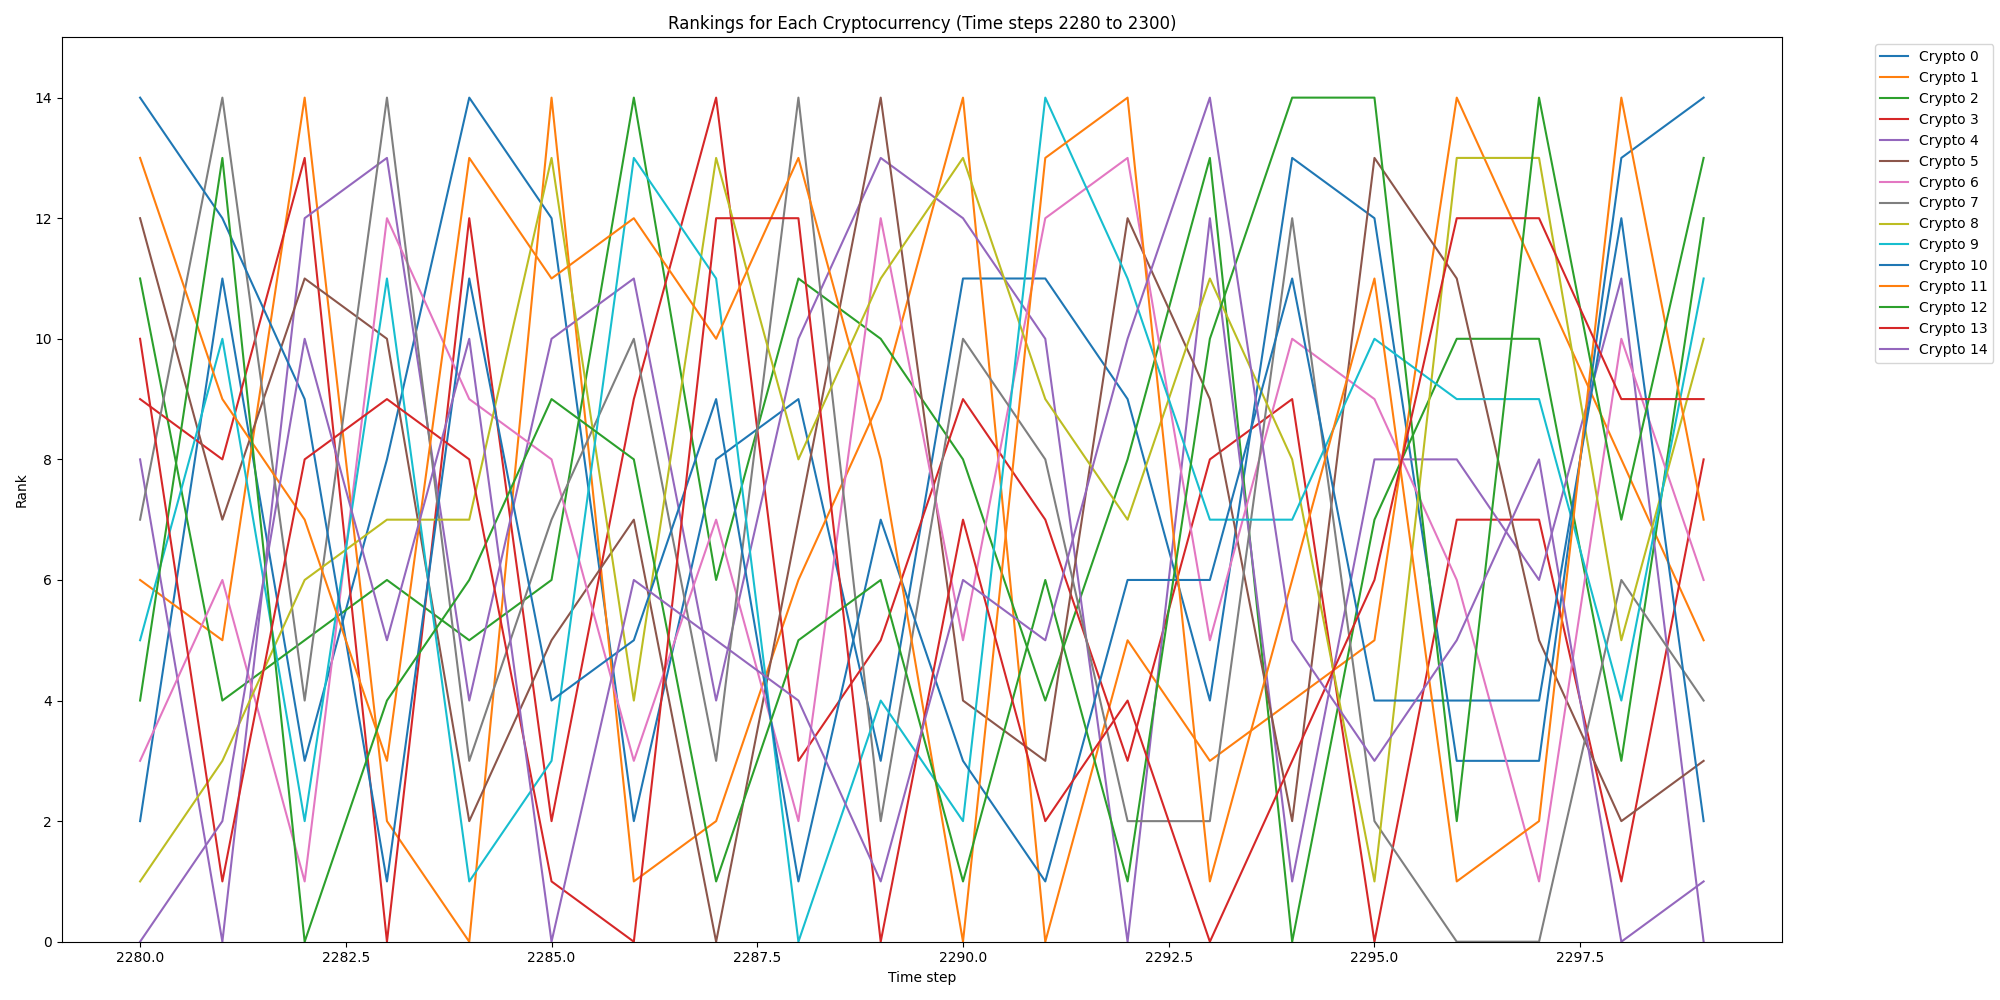 Rankings for Each Cryptocurrency (Time steps 2280 to 2300)
Rank
14
12
10
8
6
4
2
0
2280.0
2282.5
2285.0
2287.5
2290.0
2292.5
2295.0
2297.5
Time step
Crypto 0
Crypto 1
Crypto 2
Crypto 3
Crypto 4
Crypto 5
Crypto 6
Crypto 7
Crypto 8
Crypto 9
Crypto 10
Crypto 11
Crypto 12
Crypto 13
Crypto 14